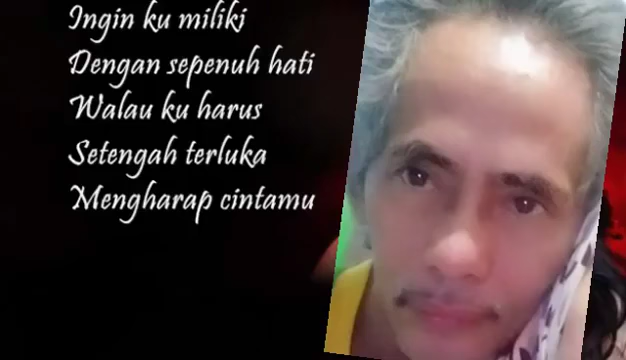 Ingin ku miliki
Dengan sepenuh hati
Walau ku harus
Setengah terluka
Mengharap cintamu